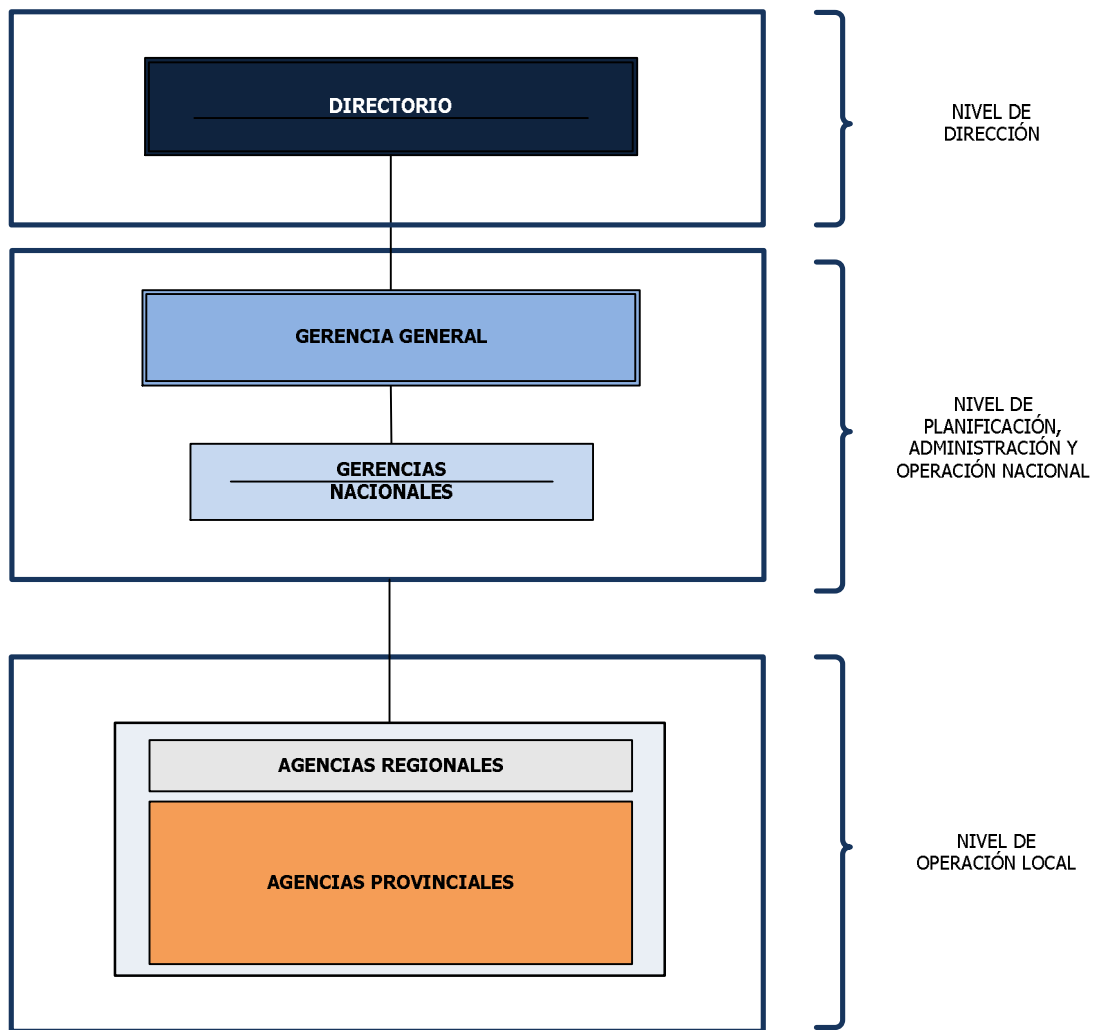 DIRECTORIO
NIVEL DE
DIRECCIÓN
GERENCIA GENERAL
GERENCIAS
NACIONALES
NIVEL DE
PLANIFICACIÓN,
ADMINISTRACIÓN Y
OPERACIÓN NACIONAL
AGENCIAS REGIONALES
AGENCIAS PROVINCIALES
NIVEL DE
OPERACIÓN LOCAL